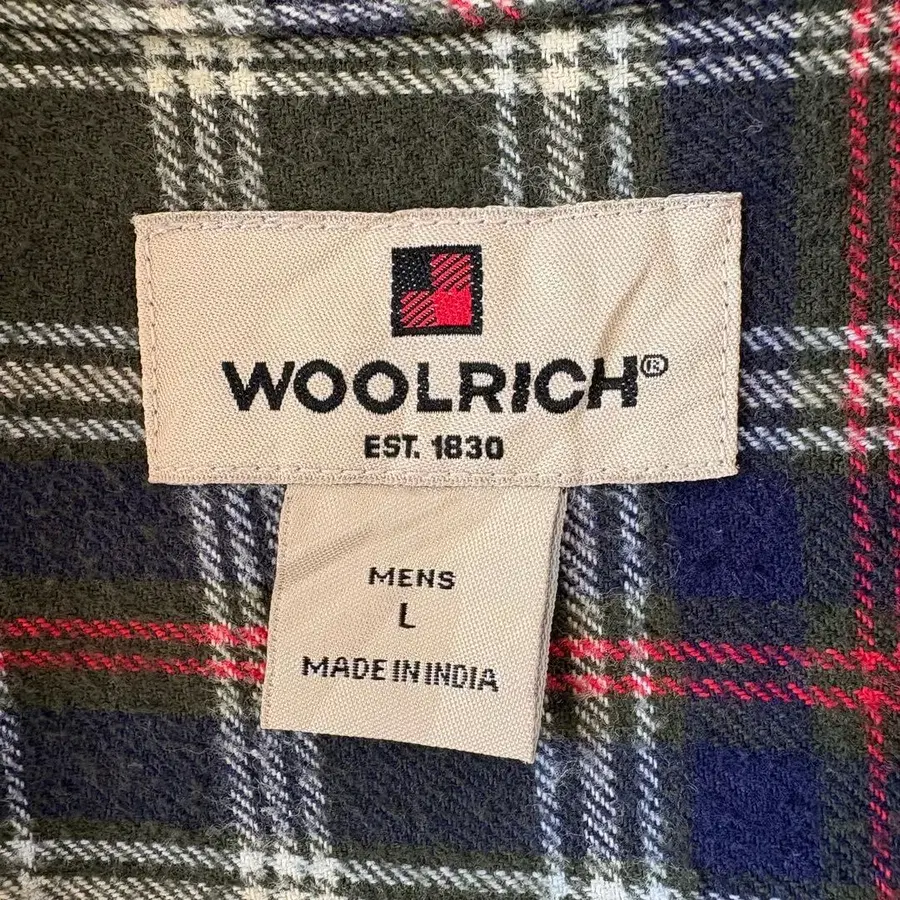 WOOLRICH®
EST. 1830
MENS
L
MADE IN INDIA